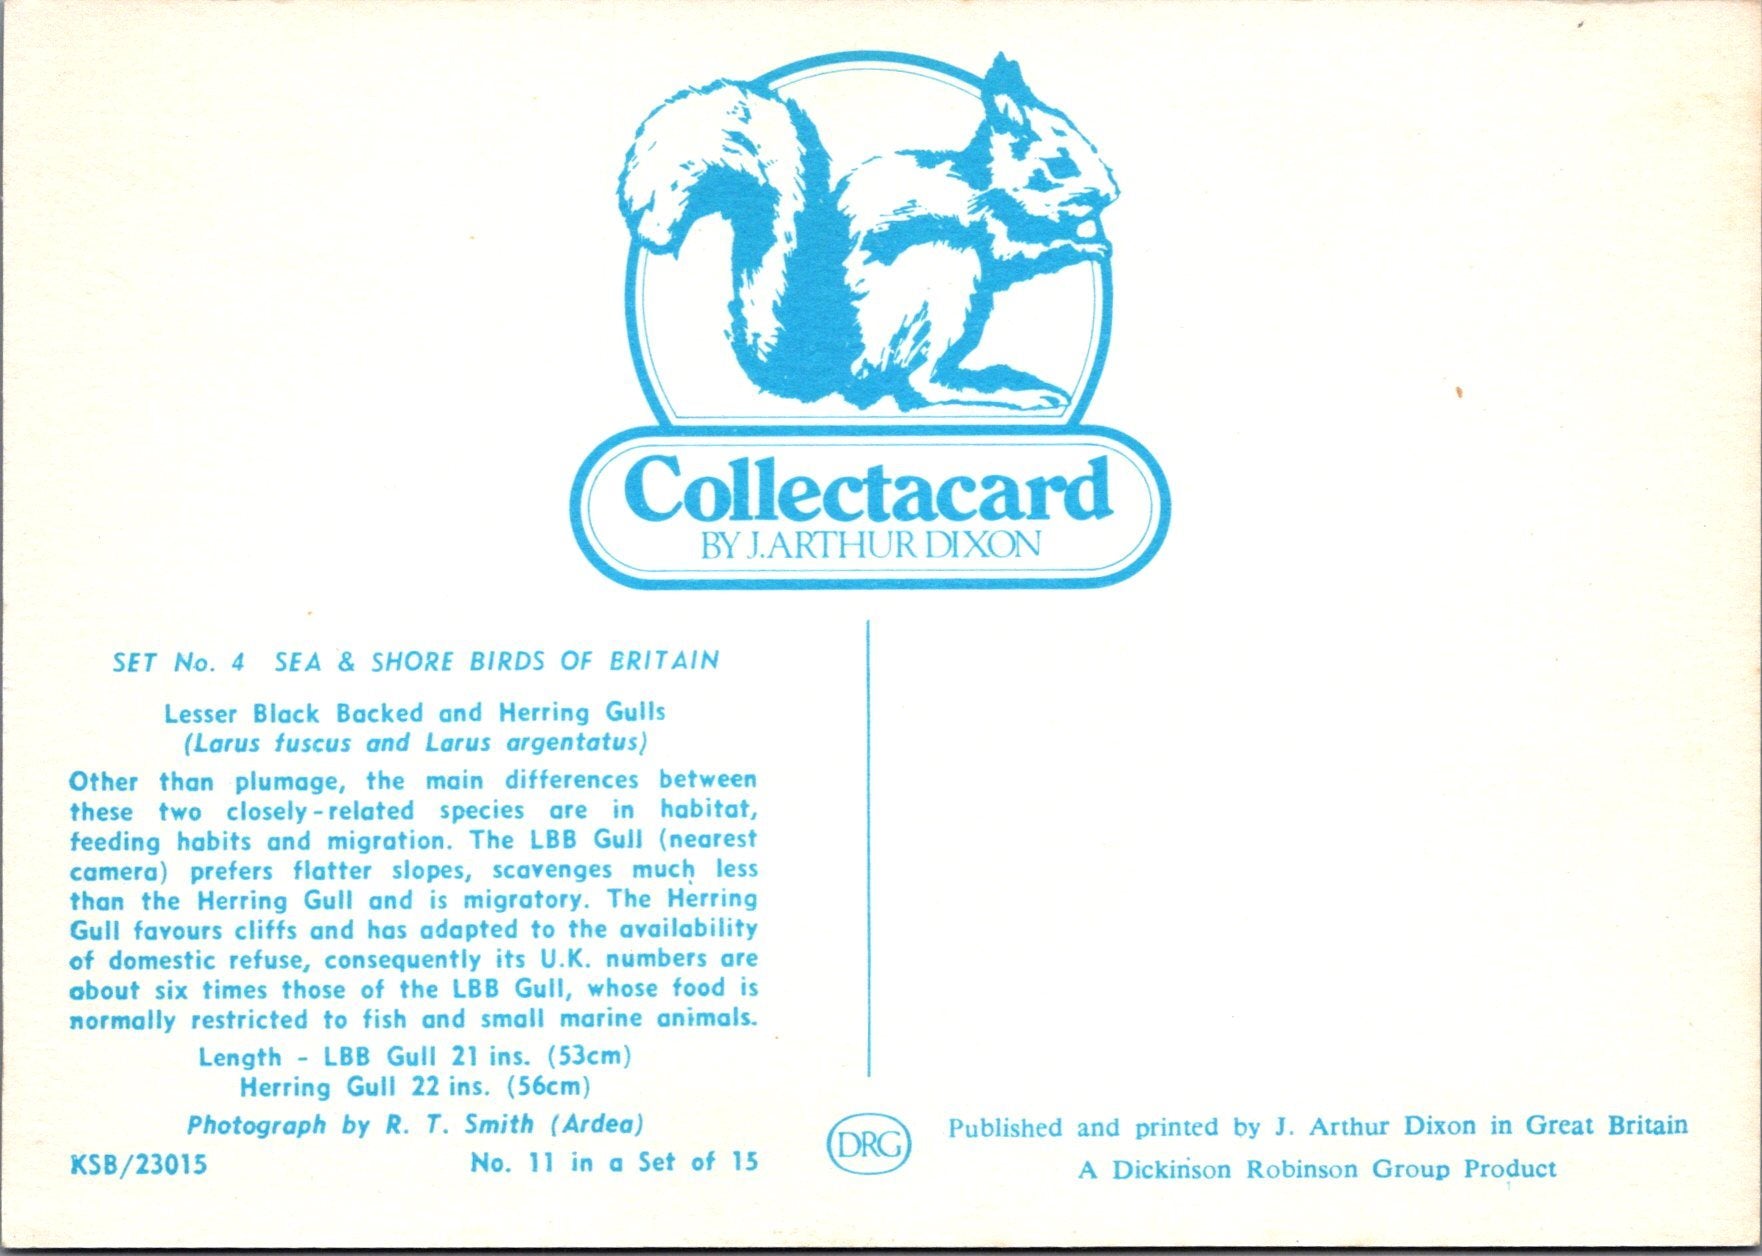 Collectacard
BY J. ARTHUR DIXON
SET No. 4 SEA & SHORE BIRDS OF BRITAIN
Lesser Black Backed and Herring Gulls
(Larus fuscus and Larus argentatus)
Other than plumage, the main differences between
these two closely-related species are in habitat,
feeding habits and migration. The LBB Gull (nearest
camera) prefers flatter slopes, scavenges much less
than the Herring Gull and is migratory. The Herring
Gull favours cliffs and has adapted to the availability
of domestic refuse, consequently its U.K. numbers are
about six times those of the LBB Gull, whose food is
normally restricted to fish and small marine animals.
Length - LBB Gull 21 ins. (53cm)
Herring Gull 22 ins. (56cm)
Photograph by R. T. Smith (Ardea)
KSB/23015 No. 11 in a Set of 15
DRG
Published and printed by J. Arthur Dixon in Great Britain
A Dickinson Robinson Group Product